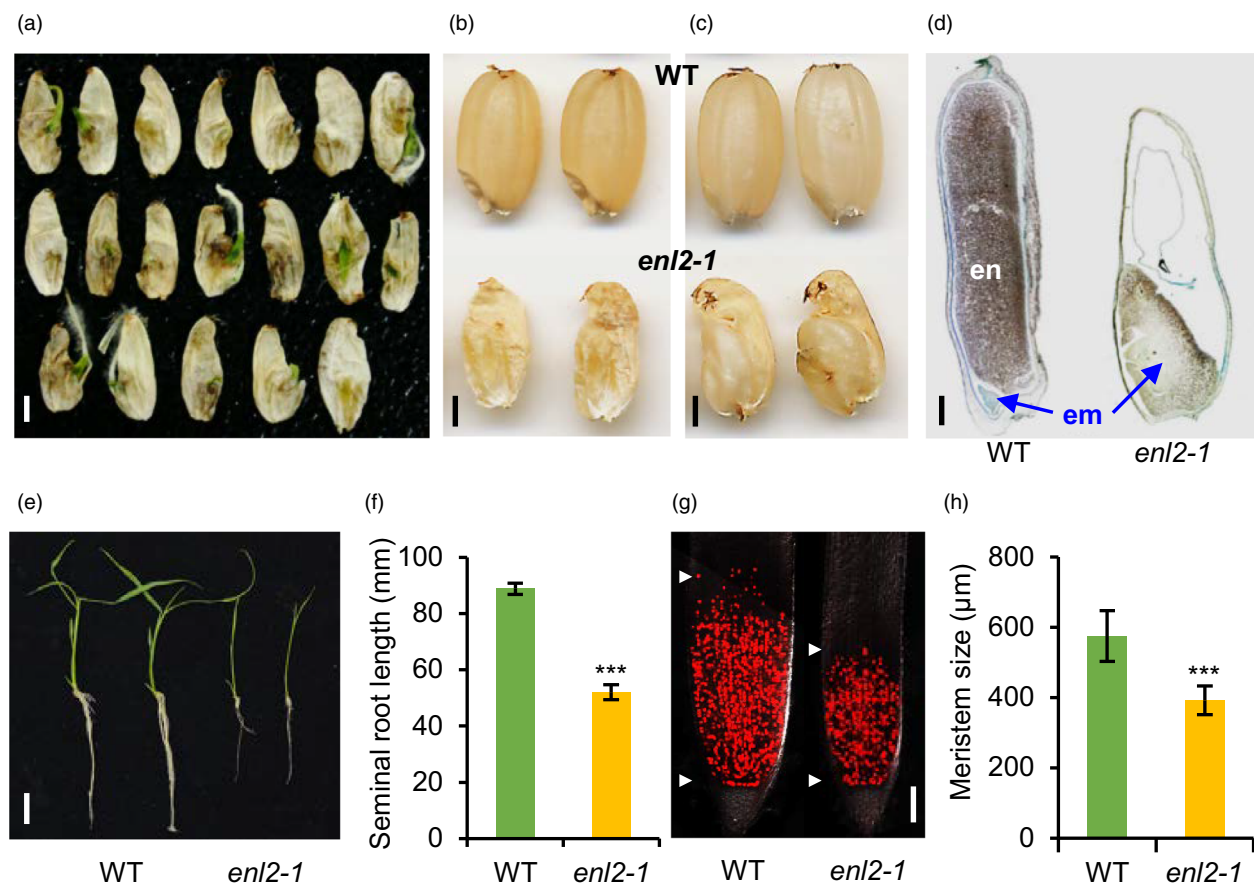 (a)
(b)
(c)
(d)
WT
enl2-1
en
em
WT
enl2-1
(e)
(f)
(g)
(h)
WT
enl2-1
Seminal root length (mm)
100
80
60
40
20
0
***
WT
enl2-1
WT
enl2-1
Meristem size (µm)
800
600
400
200
0
***
WT
enl2-1